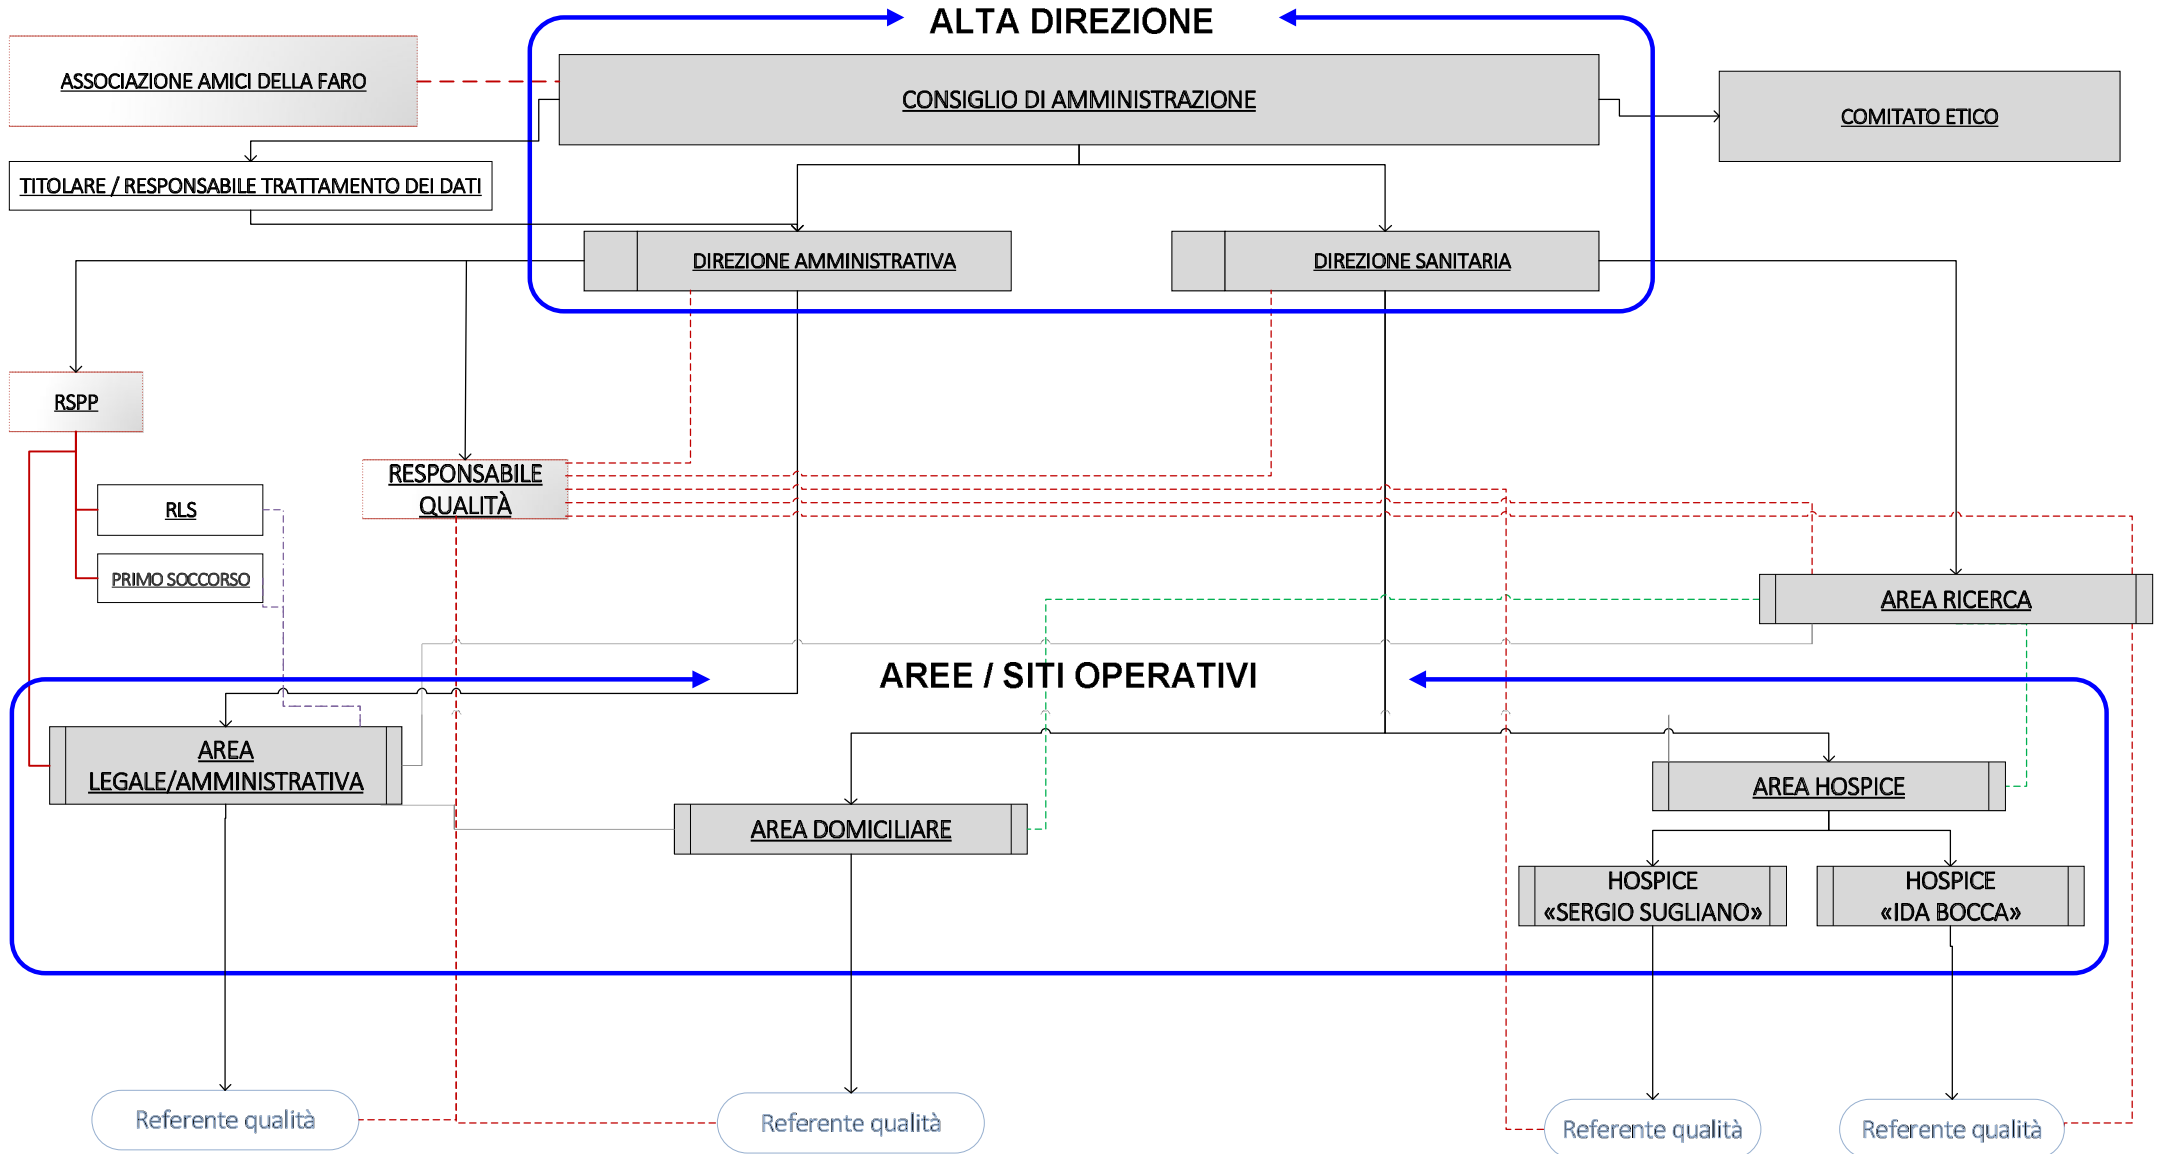 ALTA DIREZIONE
ASSOCIAZIONE AMICI DELLA FARO
CONSIGLIO DI AMMINISTRAZIONE
COMITATO ETICO
TITOLARE / RESPONSABILE TRATTAMENTO DEI DATI
DIREZIONE AMMINISTRATIVA
DIREZIONE SANITARIA
RSPP
RESPONSABILE
QUALITÀ
RLS
PRIMO SOCCORSO
AREA RICERCA
AREE / SITI OPERATIVI
AREA
LEGALE/AMMINISTRATIVA
AREA DOMICILIARE
AREA HOSPICE
HOSPICE
«SERGIO SUGLIANO»
HOSPICE
«IDA BOCCA»
Referente qualità
Referente qualità
Referente qualità
Referente qualità